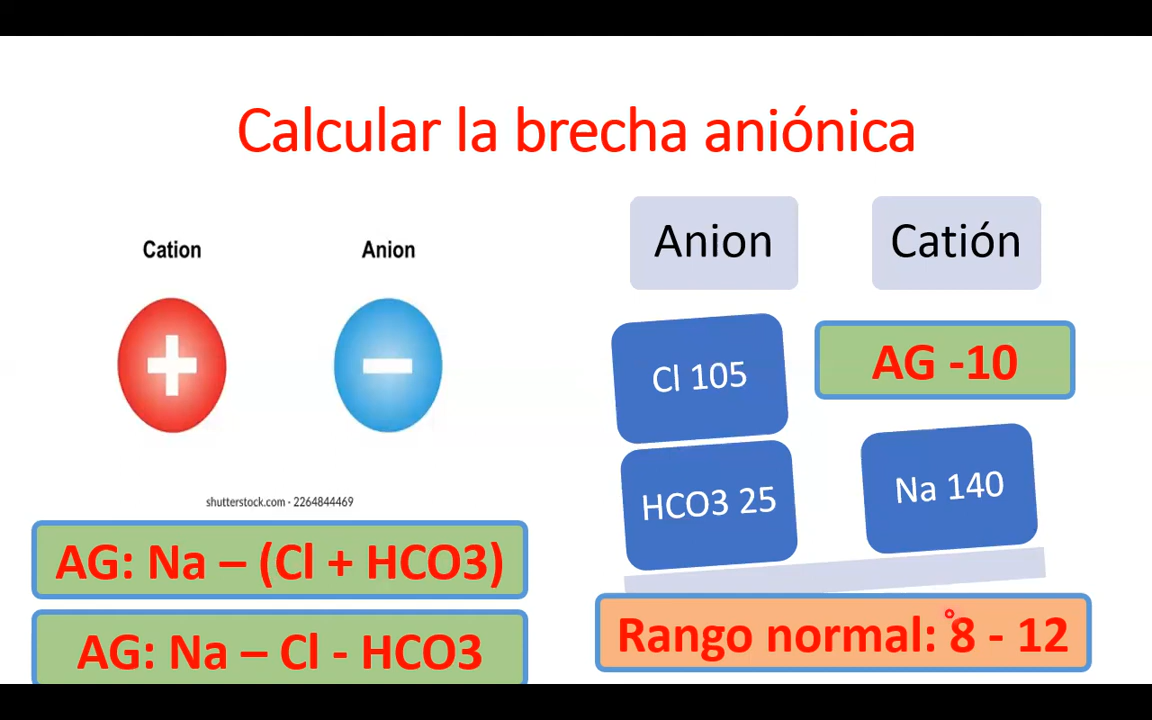 Calcular la brecha aniónica
Cation
Anion
shutterstock.com · 2264844469
AG: Na – (Cl + HCO3)
AG: Na – Cl - HCO3
Anion
Catión
Cl 105
HCO3 25
AG -10
Na 140
Rango normal: 8 - 12